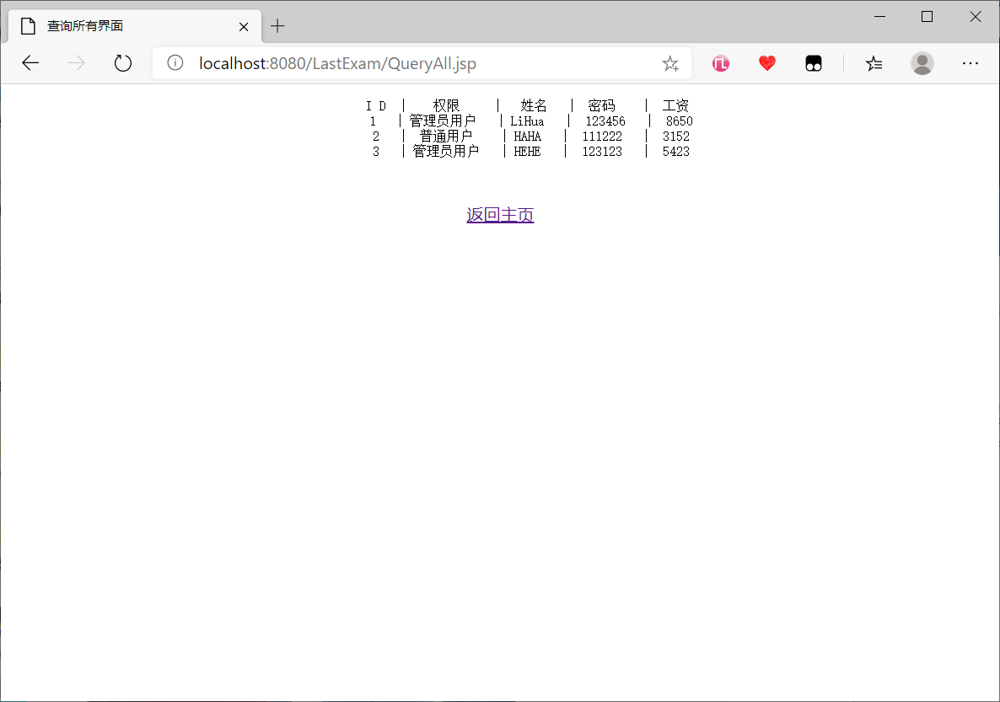 查询所有界面
localhost:8080/LastExam/QueryAll.jsp
I D | 权限 | 姓名 | 密码 | 工资
1 | 管理员用户 | LiHua | 123456 | 8650
2 | 普通用户 | HAHA | 111222 | 3152
3 | 管理员用户 | HEHE | 123123 | 5423
返回主页